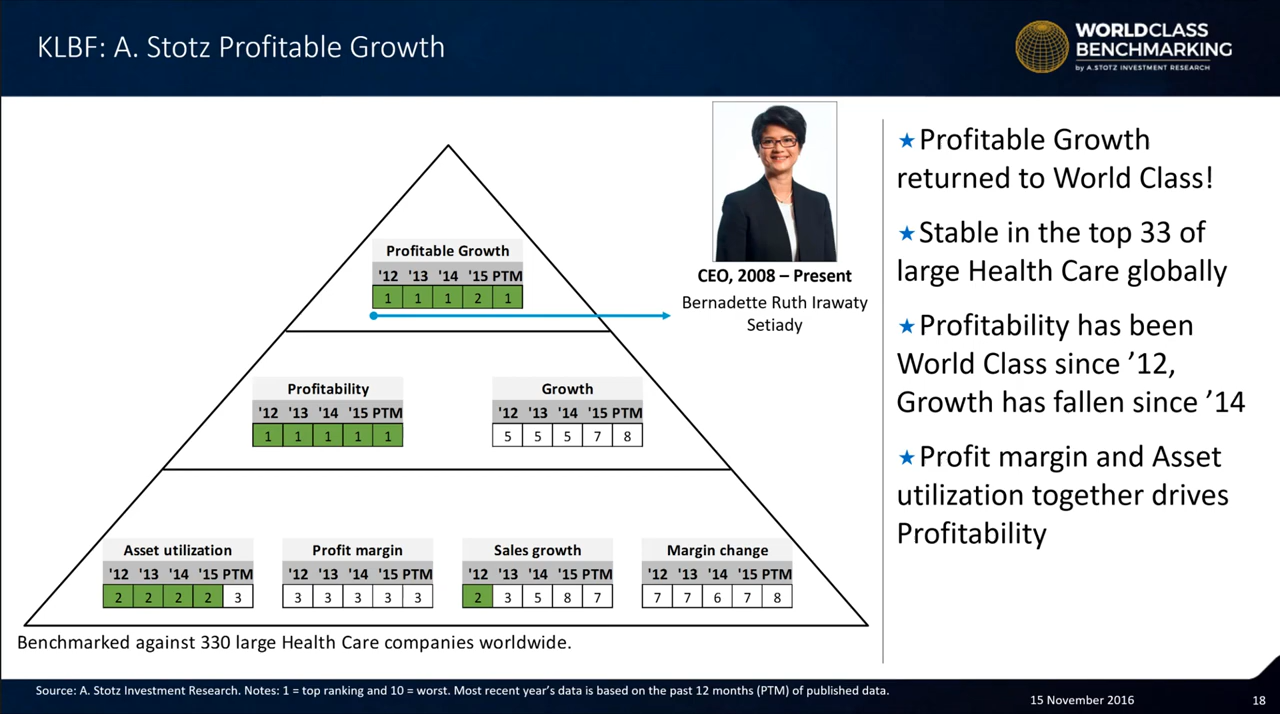 KLBF: A. Stotz Profitable Growth
WORLDCLASS
BENCHMARKING
by A.STOTZ INVESTMENT RESEARCH
Profitable Growth
'12 '13 '14 '15 PTM
1 1 1 2 1
CEO, 2008 – Present
Bernadette Ruth Irawaty
Setiady
Profitability
'12 '13 '14 '15 PTM
1 1 1 1 1
Growth
'12 '13 '14 '15 PTM
5 5 5 7 8
Asset utilization
'12 '13 '14 '15 PTM
2 2 2 2 3
Profit margin
'12 '13 '14 '15 PTM
3 3 3 3 3
Sales growth
'12 '13 '14 '15 PTM
2 3 5 8 7
Margin change
'12 '13 '14 '15 PTM
7 7 6 7 8
Benchmarked against 330 large Health Care companies worldwide.
★Profitable Growth
returned to World Class!
★Stable in the top 33 of
large Health Care globally
★Profitability has been
World Class since ’12,
Growth has fallen since ’14
★Profit margin and Asset
utilization together drives
Profitability
Source: A. Stotz Investment Research. Notes: 1 = top ranking and 10 = worst. Most recent year’s data is based on the past 12 months (PTM) of published data.
15 November 2016
18